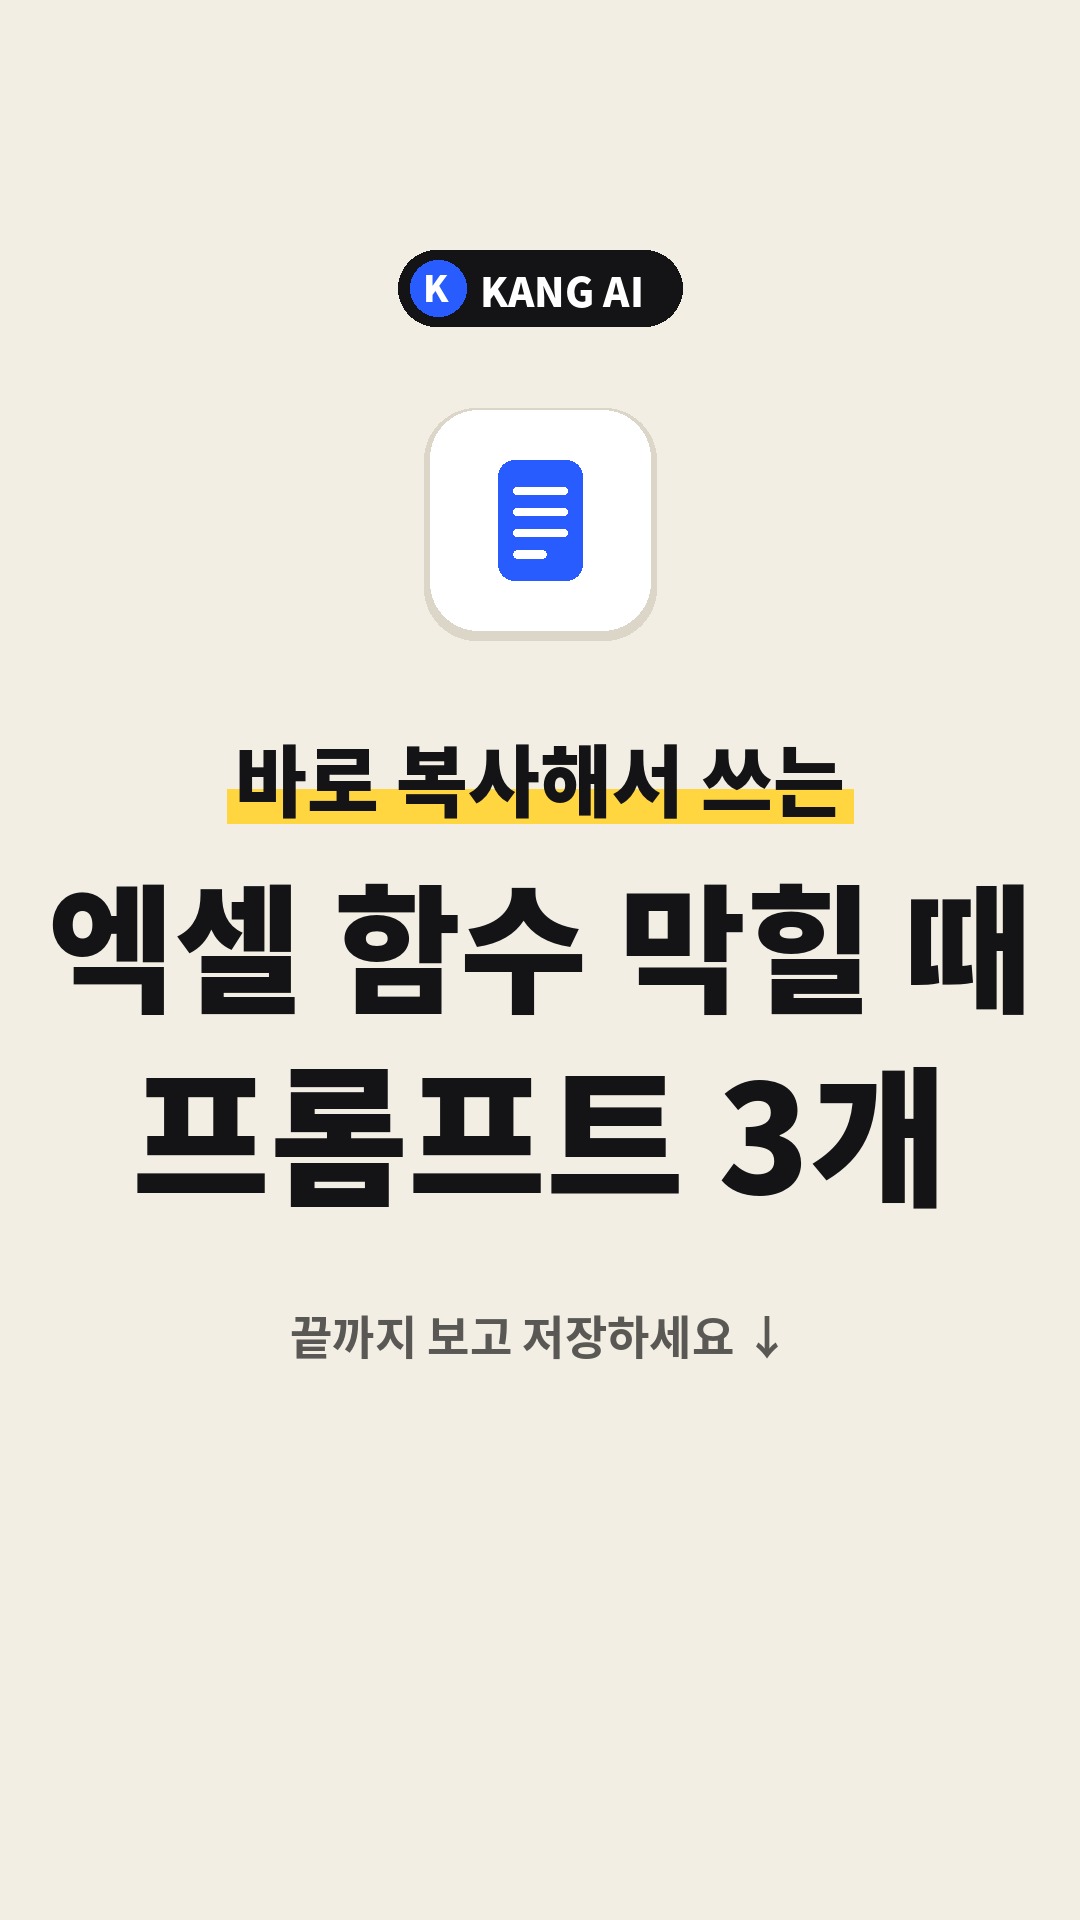 K KANG AI
바로 복사해서 쓰는
엑셀 함수 막힐 때
프롬프트 3개
끝까지 보고 저장하세요 ↓